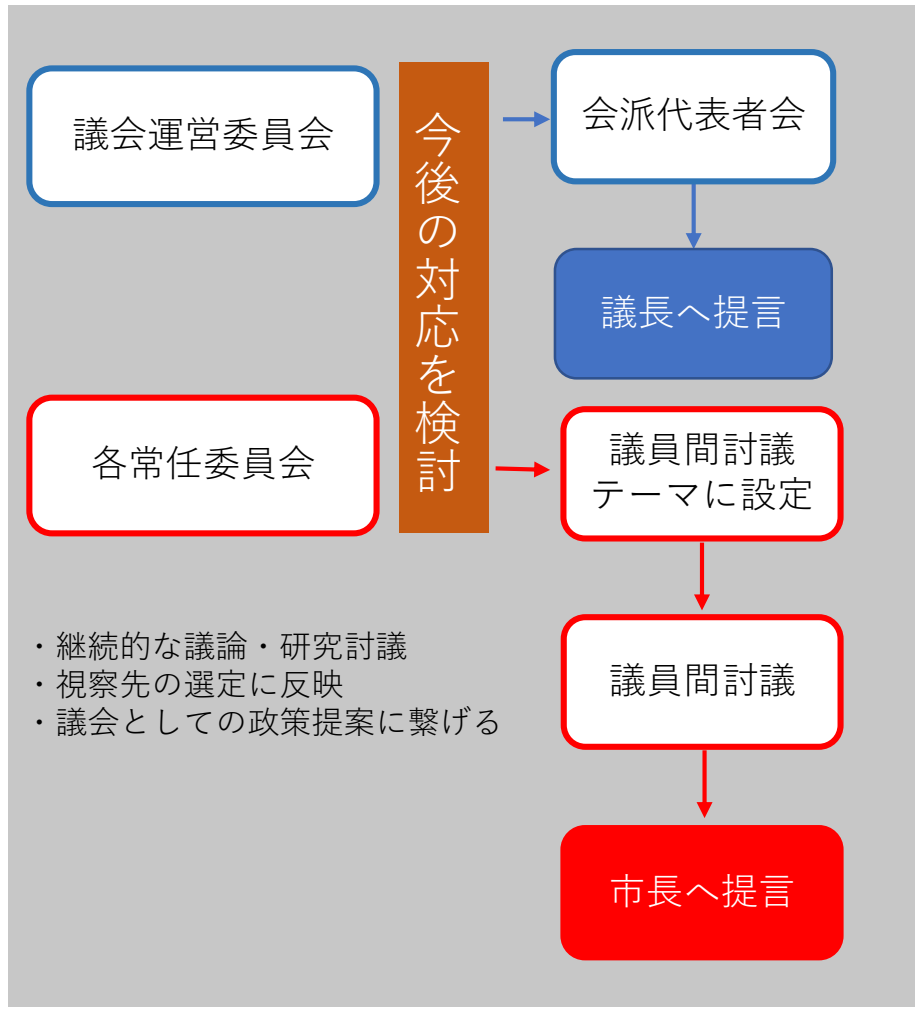 議会運営委員会
今後の対応を検討
会派代表者会
議長へ提言
各常任委員会
議員間討議
テーマに設定
議員間討議
市長へ提言
・継続的な議論・研究討議
・視察先の選定に反映
・議会としての政策提案に繋げる